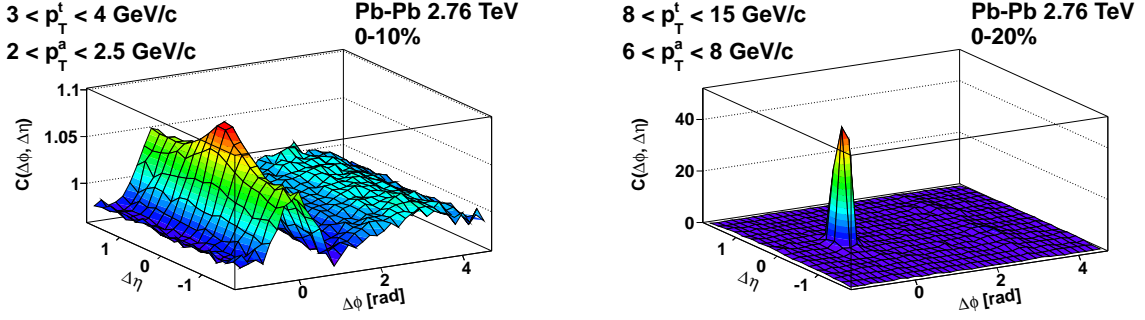 3 < p_T^t < 4 GeV/c
2 < p_T^a < 2.5 GeV/c
Pb-Pb 2.76 TeV
0-10%
C(Δϕ, Δη)
1.1
1.05
1
1
0
-1
Δη
0
2
4
Δϕ [rad]
8 < p_T^t < 15 GeV/c
6 < p_T^a < 8 GeV/c
Pb-Pb 2.76 TeV
0-20%
C(Δϕ, Δη)
40
20
0
1
0
-1
Δη
0
2
4
Δϕ [rad]